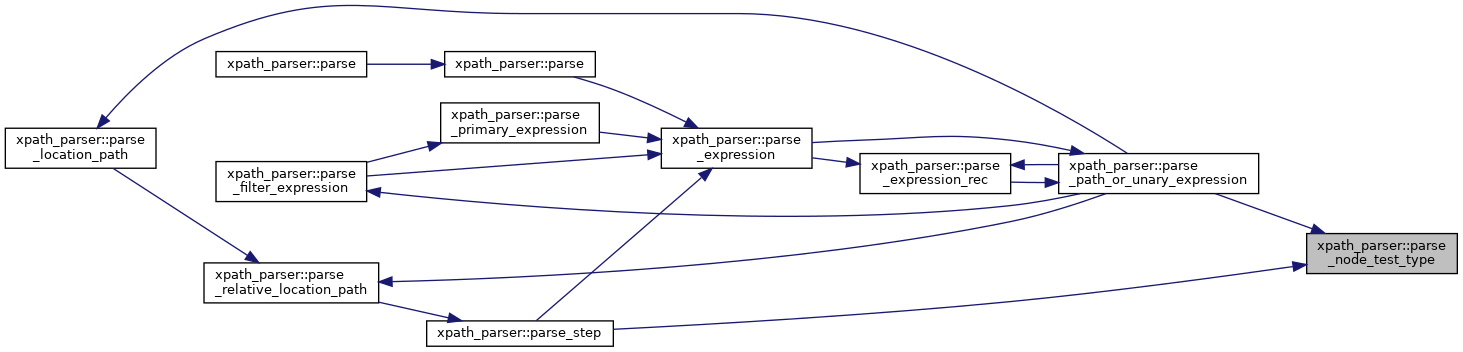 xpath_parser::parse
xpath_parser::parse
xpath_parser::parse
_primary_expression
xpath_parser::parse
_location_path
xpath_parser::parse
_expression
xpath_parser::parse
_expression_rec
xpath_parser::parse
_path_or_unary_expression
xpath_parser::parse
_filter_expression
xpath_parser::parse
_node_test_type
xpath_parser::parse
_relative_location_path
xpath_parser::parse_step